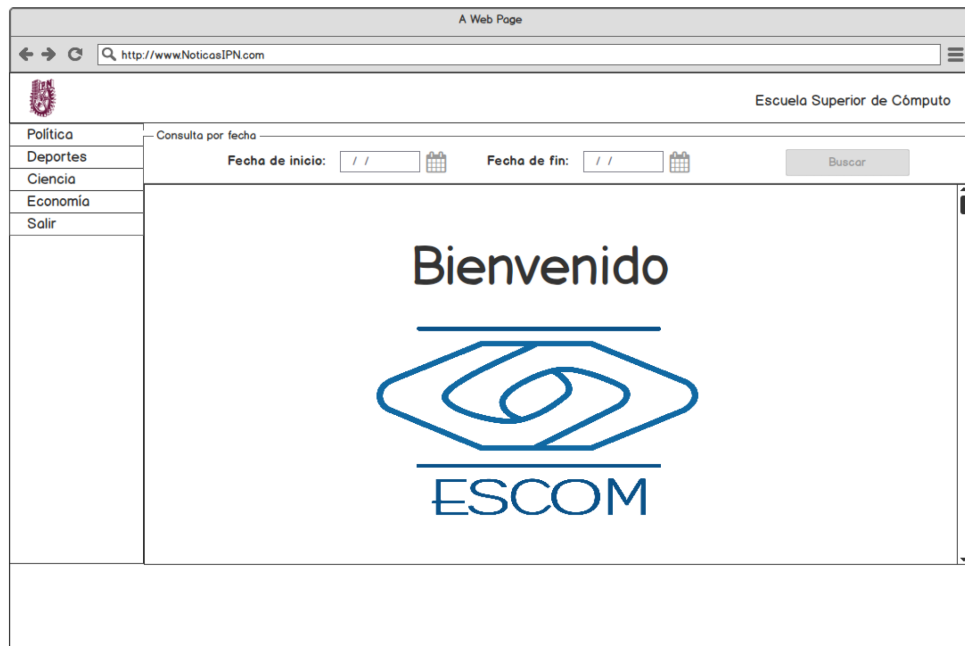 A Web Page
http://www.NoticasIPN.com
IPN
Escuela Superior de Cómputo
Política
Deportes
Ciencia
Economía
Salir
Consulta por fecha
Fecha de inicio: / / Fecha de fin: / / Buscar
Bienvenido
ESCOM